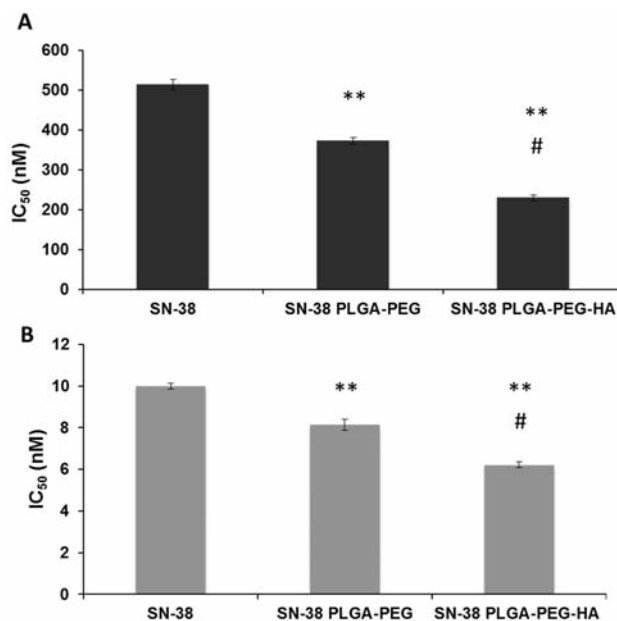 A
600
500
400
300
200
100
0
IC50 (nM)
**
**
#
SN-38
SN-38 PLGA-PEG
SN-38 PLGA-PEG-HA
B
12
10
8
6
4
2
0
IC50 (nM)
**
**
#
SN-38
SN-38 PLGA-PEG
SN-38 PLGA-PEG-HA